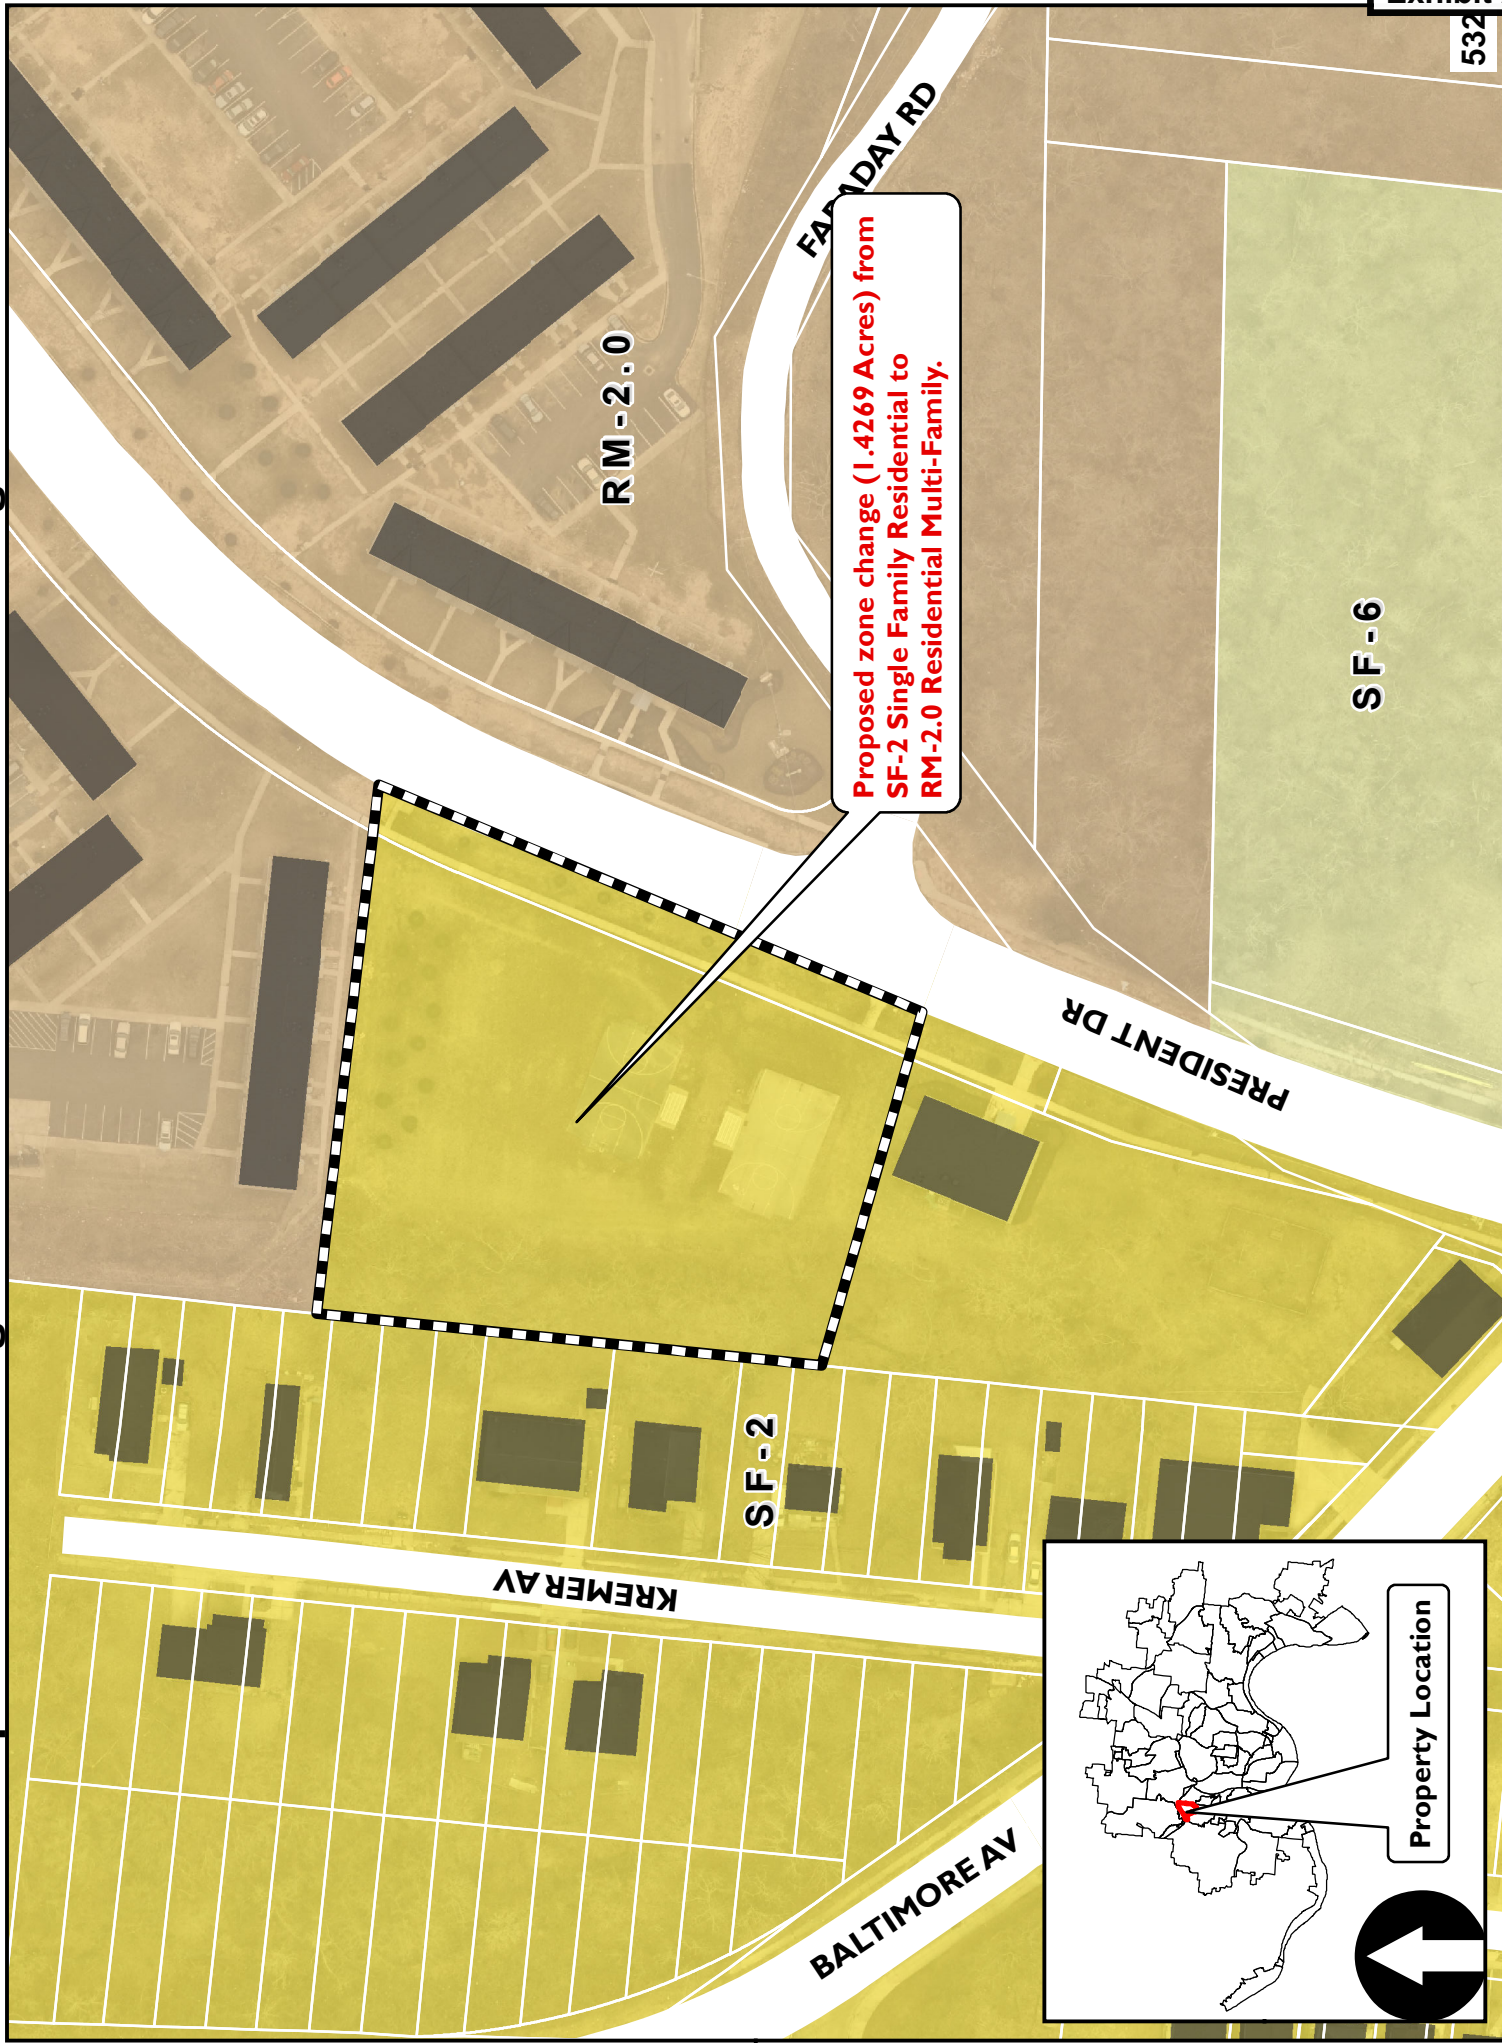 Exhibit
532
FARADAY RD
RM-2.0
Proposed zone change (1.4269 Acres) from
SF-2 Single Family Residential to
RM-2.0 Residential Multi-Family.
SF-6
PRESIDENT DR
SF-2
KREMER AV
BALTIMORE AV
Property Location